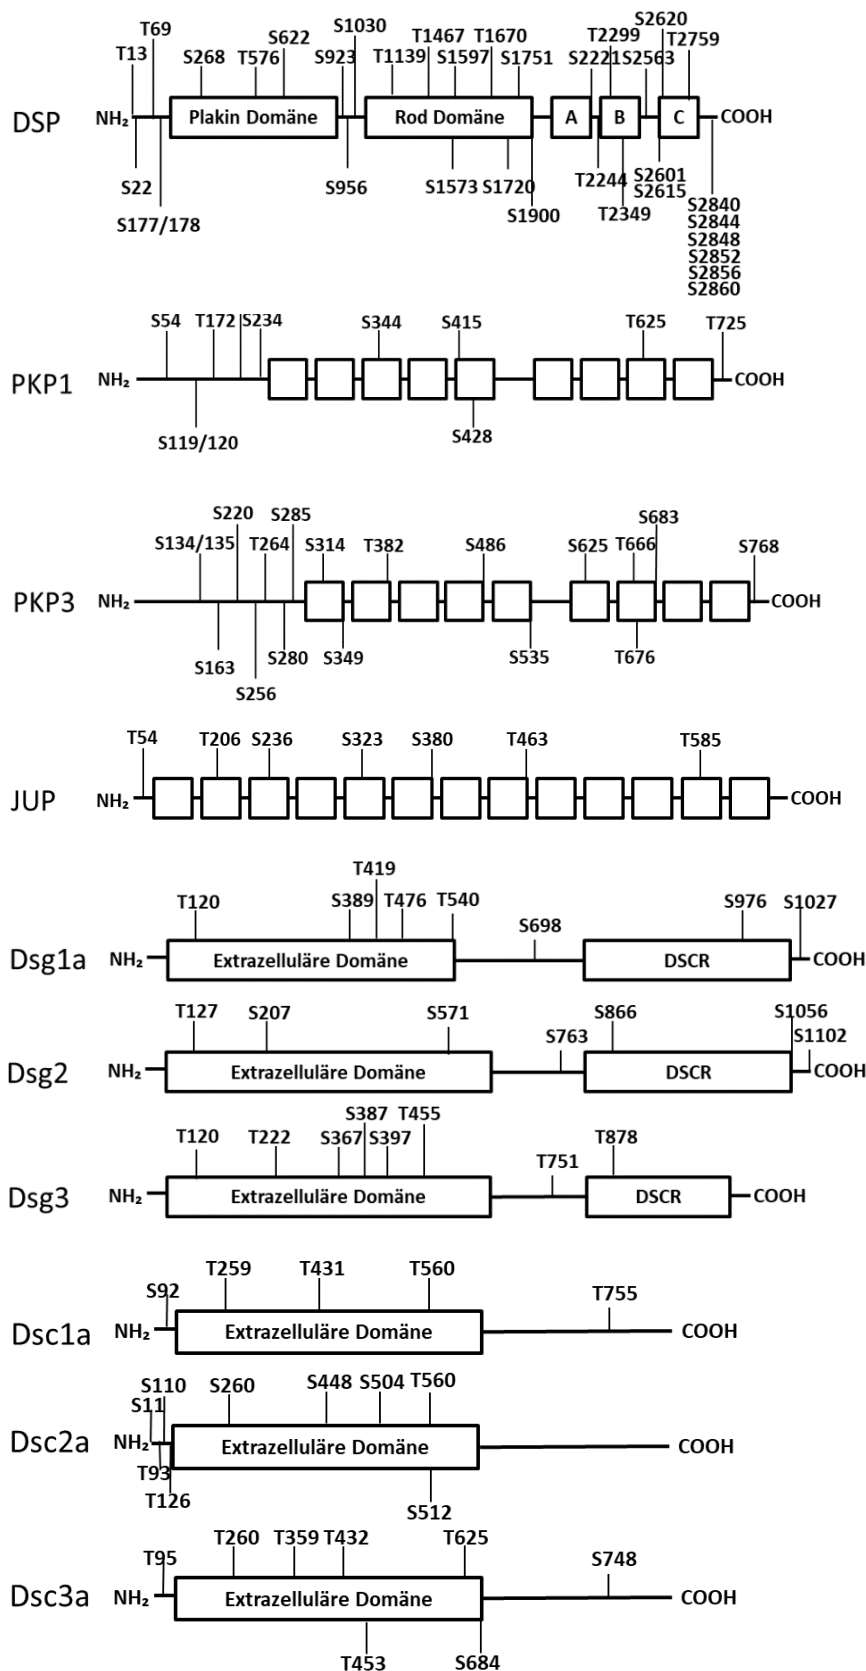 S1030 S2620
T69 S622 T1467 T1670 T2299 T2759
T13 S268 T576 S923 T1139 S1597 S1751 S2221 S2563
DSP NH₂ Plakin Domäne Rod Domäne A B C COOH
S22 S956 S1573 S1720 T2244 S2601
S2615
S177/178 S1900 T2349 S2840
S2844
S2848
S2852
S2856
S2860
S54 T172 S234 S344 S415 T625 T725
PKP1 NH₂ COOH
S119/120 S428
S220 S285 S683
S134/135 T264 S314 T382 S486 S625 T666 S768
PKP3 NH₂ COOH
S163 S280 S349 S535 T676
S256
T54 T206 S236 S323 S380 T463 T585
JUP NH₂ COOH
T419
T120 S389 T476 T540 S698 S976 S1027
Dsg1a NH₂ Extrazelluläre Domäne DSCR COOH
T127 S207 S571 S763 S866 S1056
S1102
Dsg2 NH₂ Extrazelluläre Domäne DSCR COOH
S387 T455
T120 T222 S367 S397 T751 T878
Dsg3 NH₂ Extrazelluläre Domäne DSCR COOH
S92 T259 T431 T560 T755
Dsc1a NH₂ Extrazelluläre Domäne COOH
S110 S260 S448 S504 T560
S11
Dsc2a NH₂ Extrazelluläre Domäne COOH
T93
T126 S512
T95 T260 T359 T432 T625 S748
Dsc3a NH₂ Extrazelluläre Domäne COOH
T453 S684